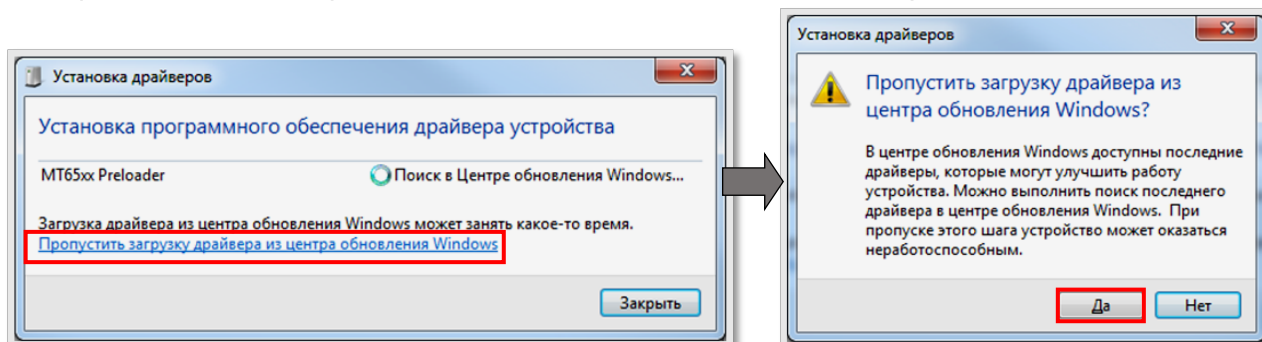 Установка драйверов
Установка программного обеспечения драйвера устройства
MT65xx Preloader
Поиск в Центре обновления Windows...
Загрузка драйвера из центра обновления Windows может занять какое-то время.
Пропустить загрузку драйвера из центра обновления Windows
Закрыть
Установка драйверов
Пропустить загрузку драйвера из
центра обновления Windows?
В центре обновления Windows доступны последние
драйверы, которые могут улучшить работу
устройства. Можно выполнить поиск последнего
драйвера в центре обновления Windows. При
пропуске этого шага устройство может оказаться
неработоспособным.
Да
Нет